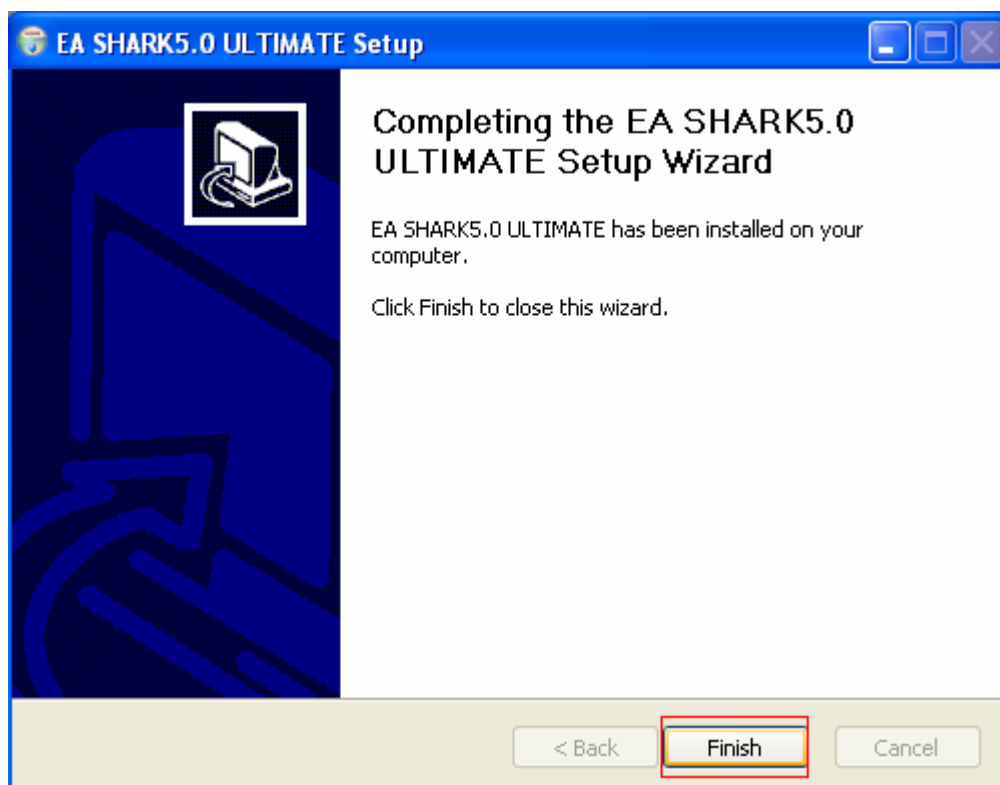 EA SHARK5.0 ULTIMATE Setup
Completing the EA SHARK5.0
ULTIMATE Setup Wizard
EA SHARK5.0 ULTIMATE has been installed on your
computer.
Click Finish to close this wizard.
< Back
Finish
Cancel